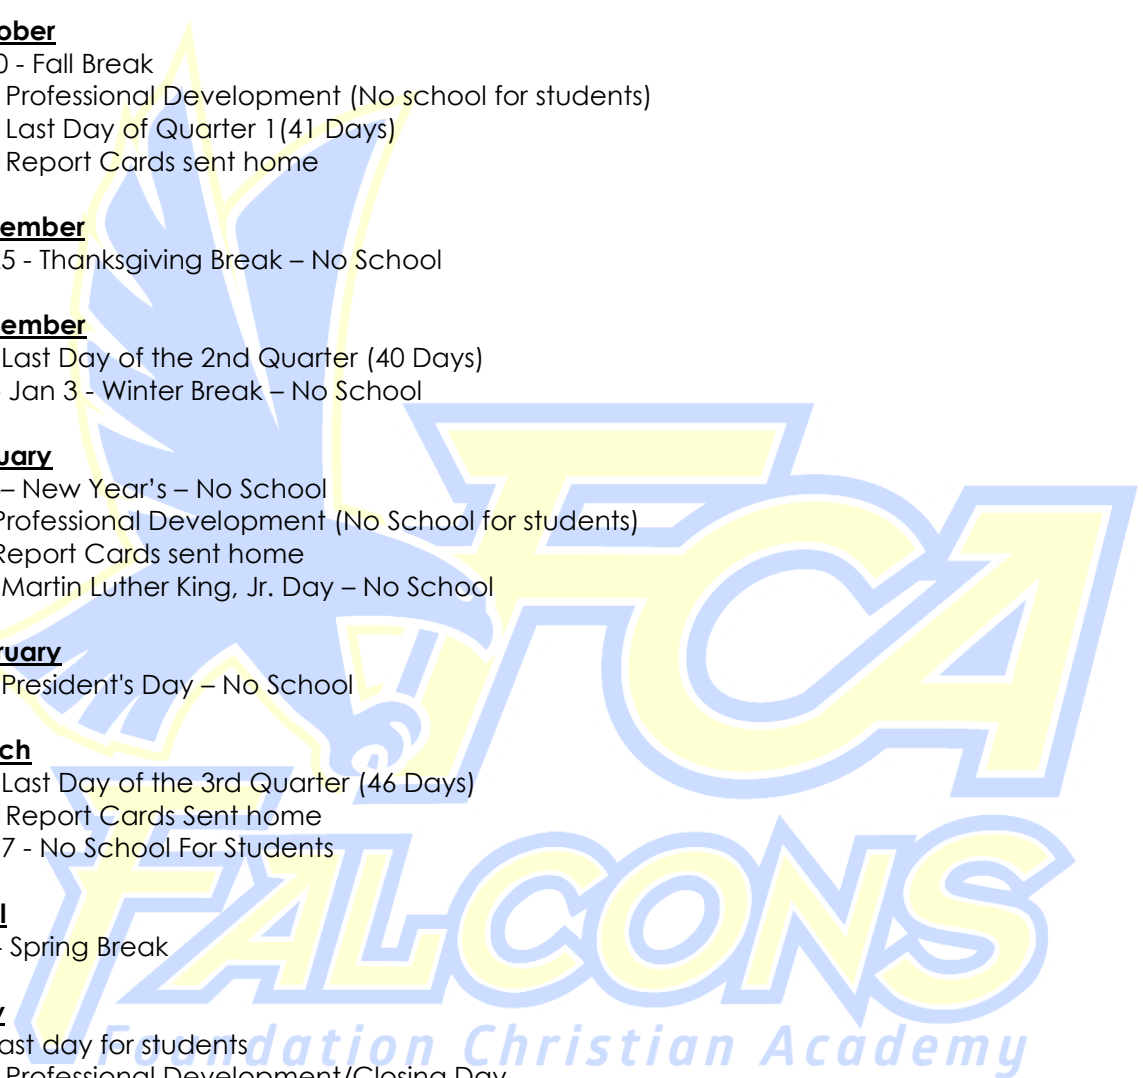 ober
0 - Fall Break
Professional Development (No school for students)
Last Day of Quarter 1(41 Days)
Report Cards sent home
ember
5 - Thanksgiving Break – No School
ember
Last Day of the 2nd Quarter (40 Days)
- Jan 3 - Winter Break – No School
uary
– New Year’s – No School
Professional Development (No School for students)
Report Cards sent home
Martin Luther King, Jr. Day – No School
ruary
President's Day – No School
ch
Last Day of the 3rd Quarter (46 Days)
Report Cards Sent home
7 - No School For Students
l
- Spring Break
y
ast day for students
Professional Development/Closing Day
FCA
FALCONS
Foundation Christian Academy